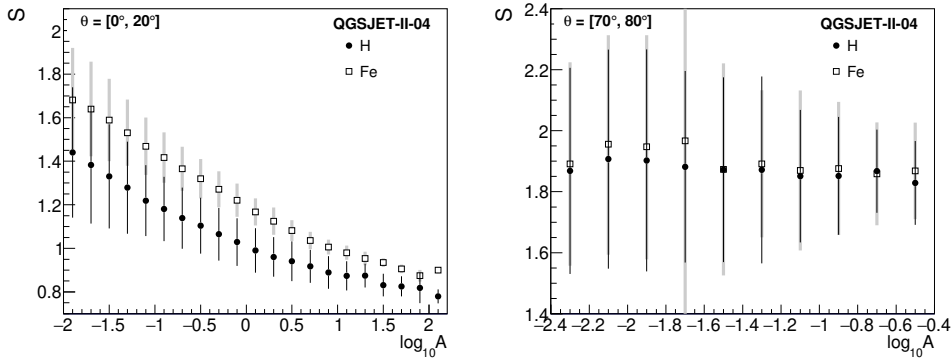 S
θ = [0°, 20°]
QGSJET-II-04
H
Fe
2
1.8
1.6
1.4
1.2
1
0.8
−2 −1.5 −1 −0.5 0 0.5 1 1.5 2
log10A
S
θ = [70°, 80°]
QGSJET-II-04
H
Fe
2.4
2.2
2
1.8
1.6
1.4
−2.4 −2.2 −2 −1.8 −1.6 −1.4 −1.2 −1 −0.8 −0.6 −0.4
log10A